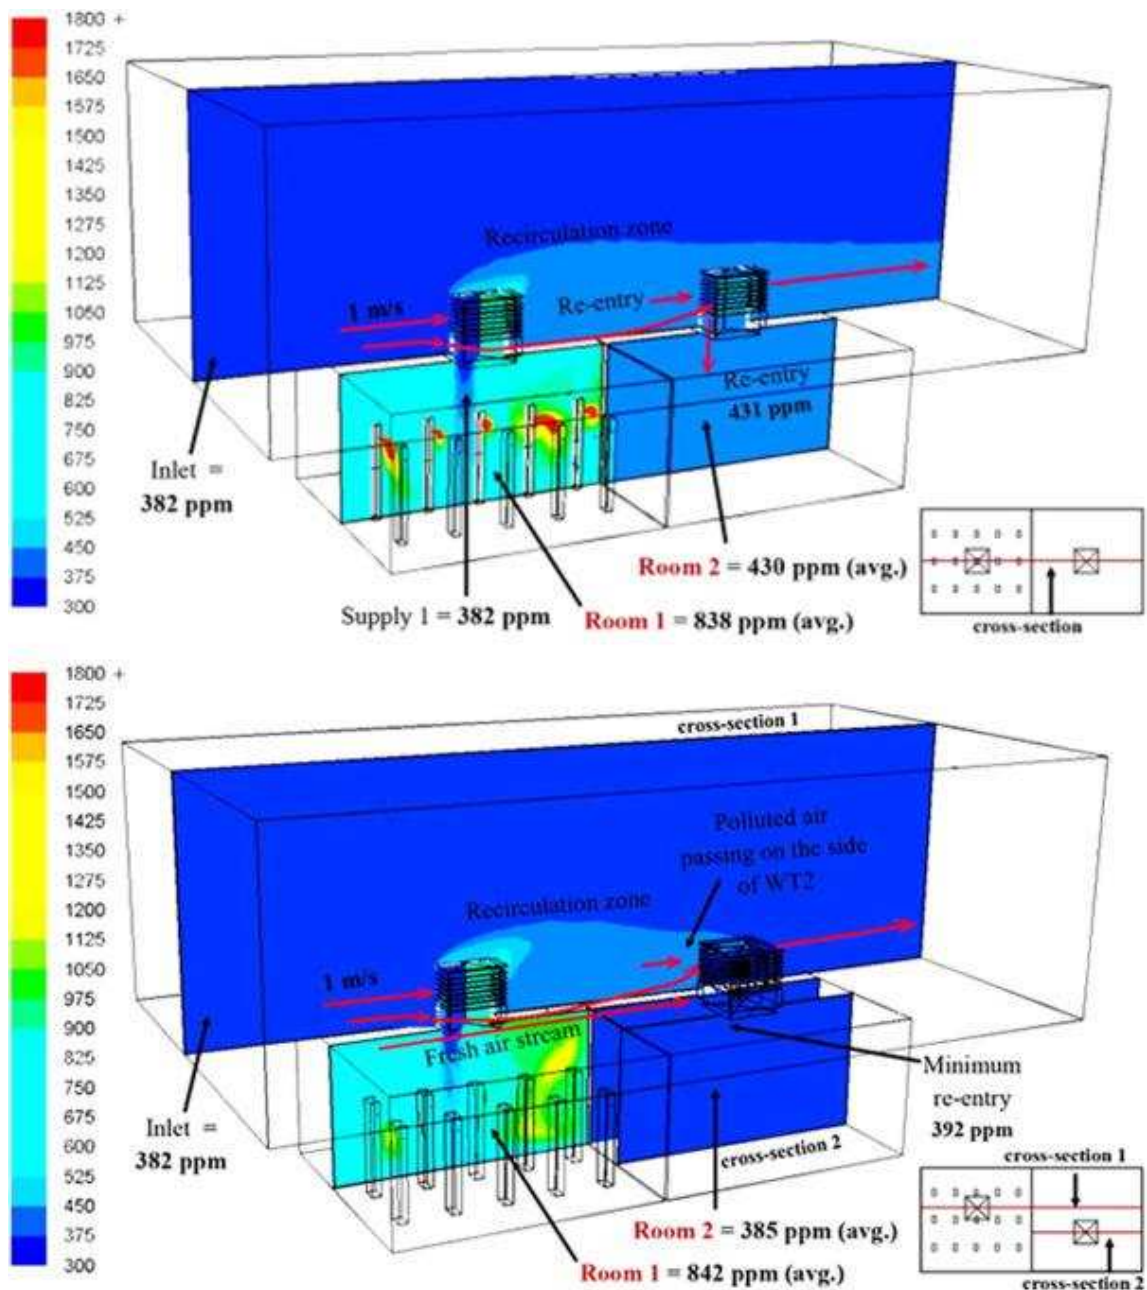 1800 +
1725
1650
1575
1500
1425
1350
1275
1200
1125
1050
975
900
825
750
675
600
525
450
375
300
Recirculation zone
1 m/s
Re-entry
Re-entry
431 ppm
Inlet =
382 ppm
Supply 1 = 382 ppm
Room 2 = 430 ppm (avg.)
Room 1 = 838 ppm (avg.)
cross-section
1800 +
1725
1650
1575
1500
1425
1350
1275
1200
1125
1050
975
900
825
750
675
600
525
450
375
300
cross-section 1
Polluted air
passing on the side
of WT2
Recirculation zone
1 m/s
Fresh air stream
Minimum
re-entry
392 ppm
Inlet =
382 ppm
cross-section 2
cross-section 1
Room 2 = 385 ppm (avg.)
Room 1 = 842 ppm (avg.)
cross-section 2